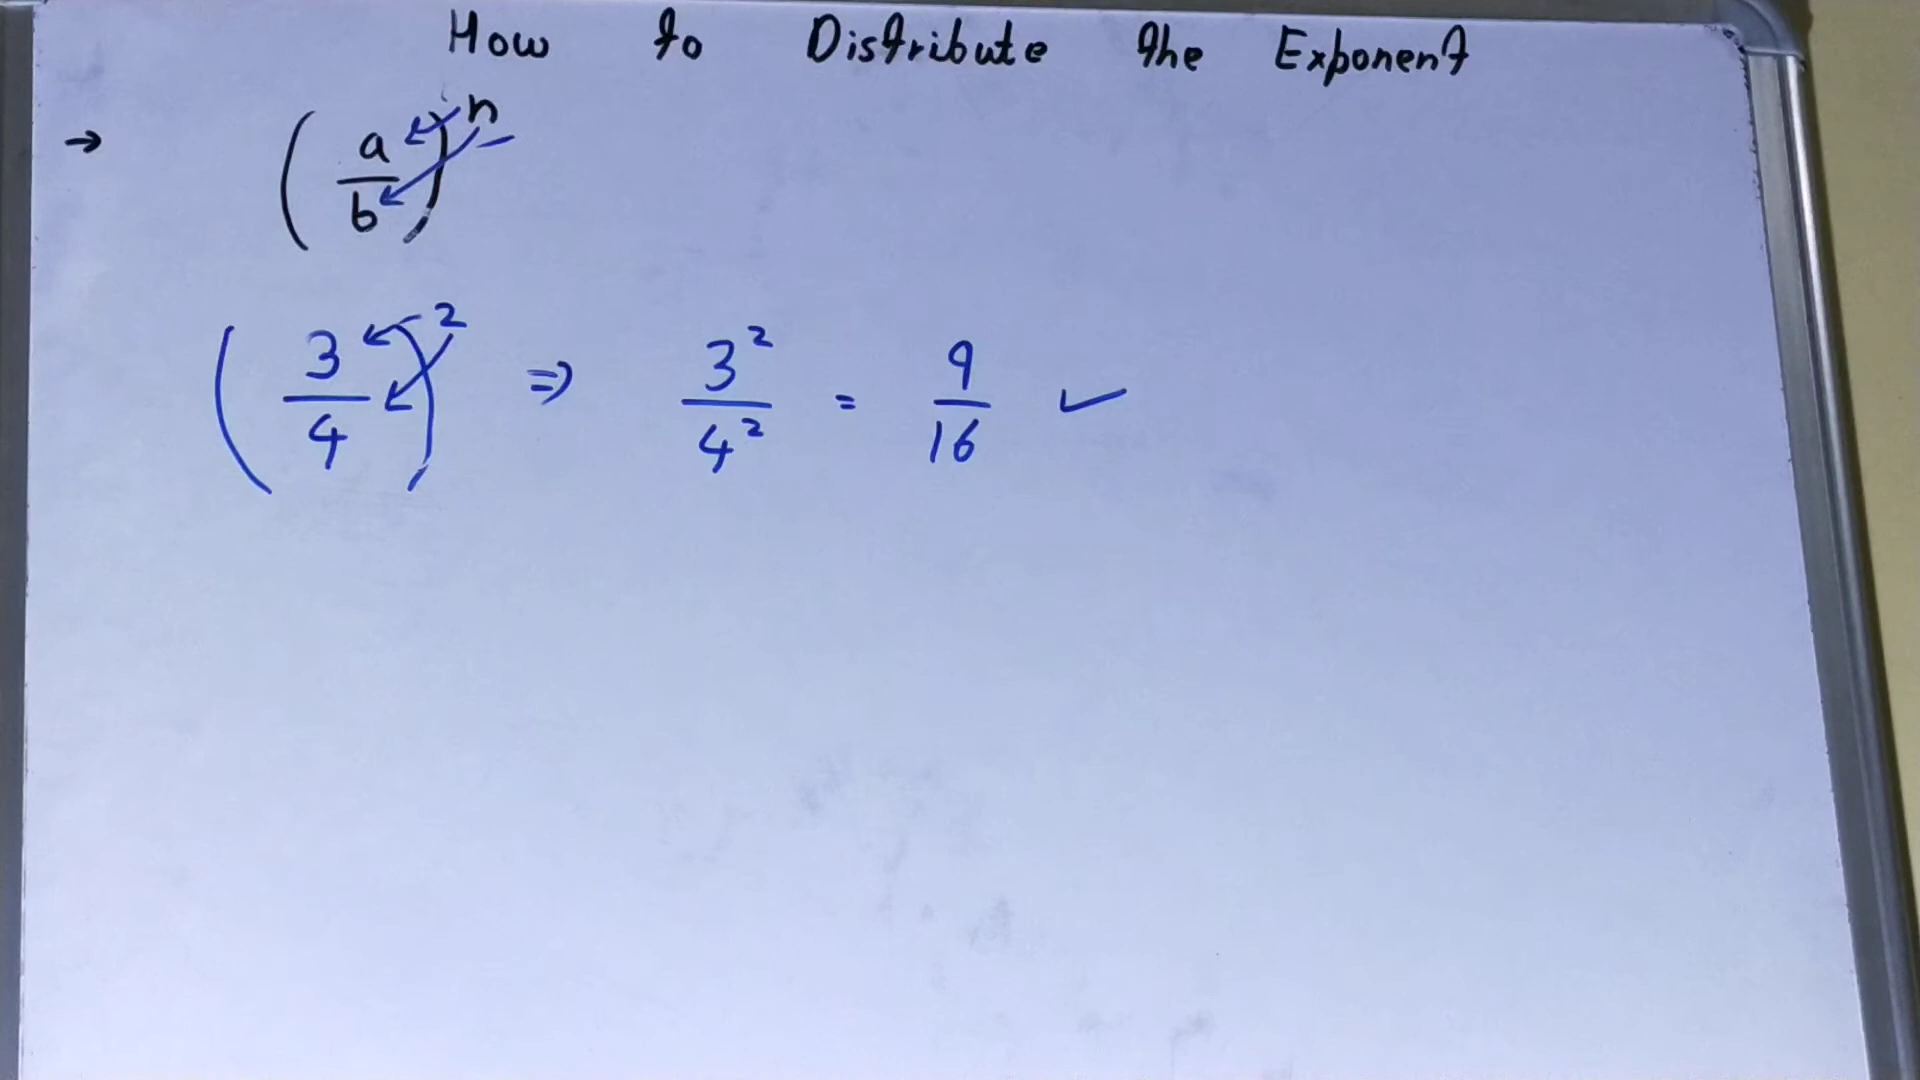 How to Distribute the Exponent
→ (a/b)^n
(3/4)^2 ⇒ 3^2/4^2 = 9/16 ✓